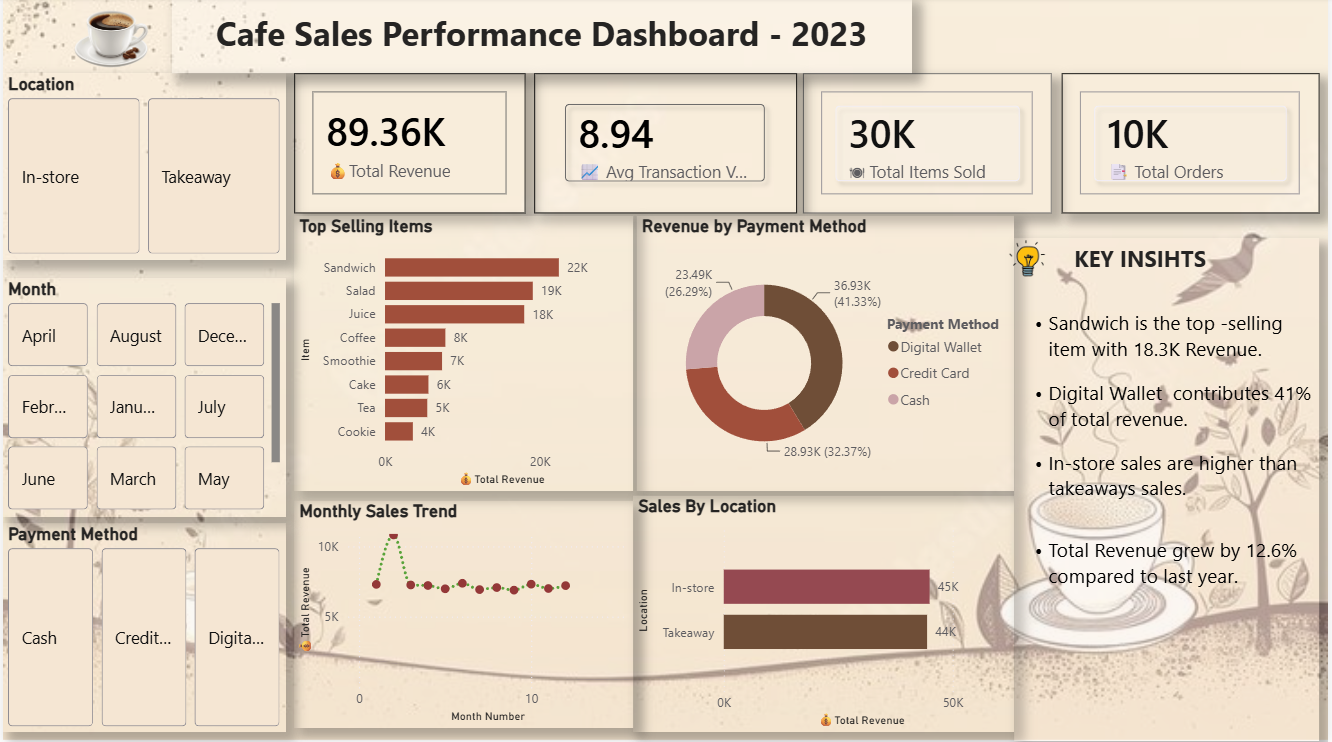 Cafe Sales Performance Dashboard - 2023
Location
In-store
Takeaway
Month
April
August
Dece...
Febr...
Janu...
July
June
March
May
Payment Method
Cash
Credit...
Digita...
89.36K
Total Revenue
8.94
Avg Transaction V...
30K
Total Items Sold
10K
Total Orders
Top Selling Items
Item
Sandwich
22K
Salad
19K
Juice
18K
Coffee
8K
Smoothie
7K
Cake
6K
Tea
5K
Cookie
4K
0K
20K
Total Revenue
Revenue by Payment Method
23.49K
(26.29%)
36.93K
(41.33%)
28.93K (32.37%)
Payment Method
Digital Wallet
Credit Card
Cash
Monthly Sales Trend
Total Revenue
10K
5K
0
10
Month Number
Sales By Location
Location
In-store
45K
Takeaway
44K
0K
50K
Total Revenue
KEY INSIHTS
• Sandwich is the top -selling
item with 18.3K Revenue.
• Digital Wallet contributes 41%
of total revenue.
• In-store sales are higher than
takeaways sales.
• Total Revenue grew by 12.6%
compared to last year.